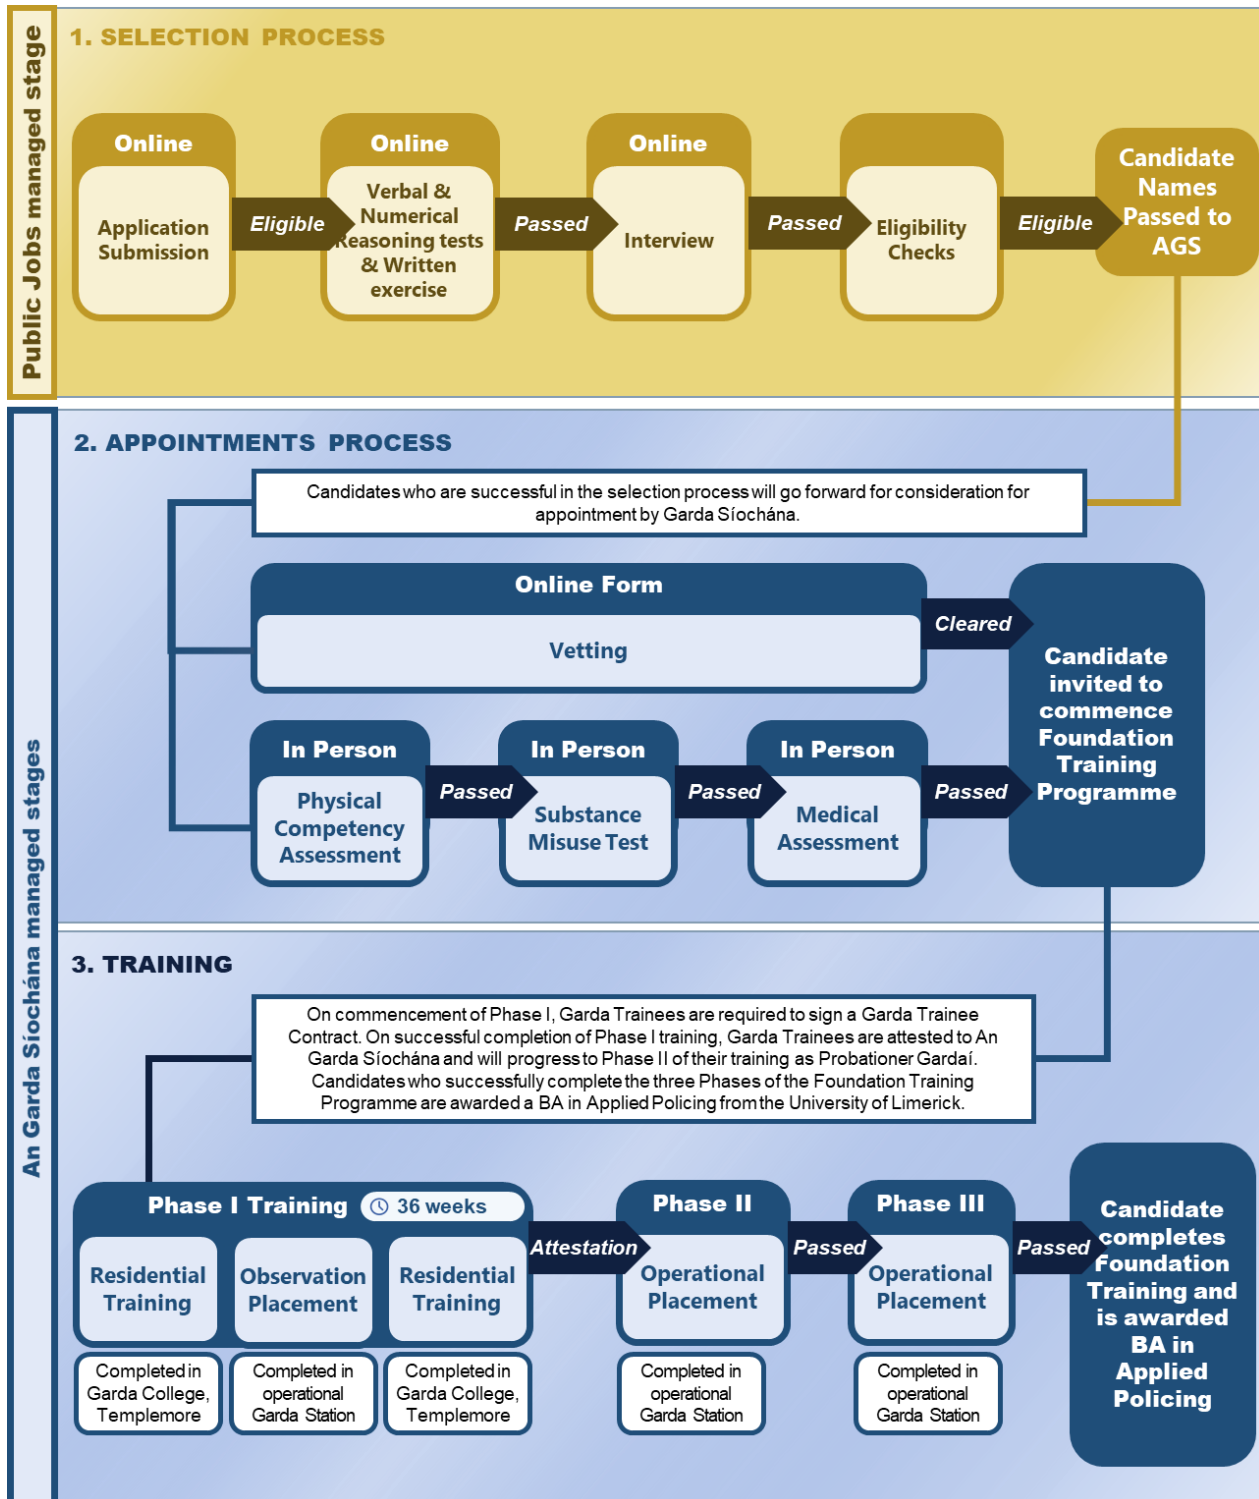 Public Jobs managed stage
1. SELECTION PROCESS
Online
Application
Submission
Eligible
Online
Verbal &
Numerical
Reasoning tests
& Written
exercise
Passed
Online
Interview
Passed
Eligibility
Checks
Eligible
Candidate
Names
Passed to
AGS
An Garda Síochána managed stages
2. APPOINTMENTS PROCESS
Candidates who are successful in the selection process will go forward for consideration for
appointment by Garda Síochána.
Online Form
Vetting
Cleared
In Person
Physical
Competency
Assessment
Passed
In Person
Substance
Misuse Test
Passed
In Person
Medical
Assessment
Passed
Candidate
invited to
commence
Foundation
Training
Programme
3. TRAINING
On commencement of Phase I, Garda Trainees are required to sign a Garda Trainee
Contract. On successful completion of Phase I training, Garda Trainees are attested to An
Garda Síochána and will progress to Phase II of their training as Probationer Gardaí.
Candidates who successfully complete the three Phases of the Foundation Training
Programme are awarded a BA in Applied Policing from the University of Limerick.
Phase I Training 36 weeks
Residential
Training
Completed in
Garda College,
Templemore
Observation
Placement
Completed in
operational
Garda Station
Residential
Training
Completed in
Garda College,
Templemore
Attestation
Phase II
Operational
Placement
Completed in
operational
Garda Station
Passed
Phase III
Operational
Placement
Completed in
operational
Garda Station
Passed
Candidate
completes
Foundation
Training and
is awarded
BA in
Applied
Policing